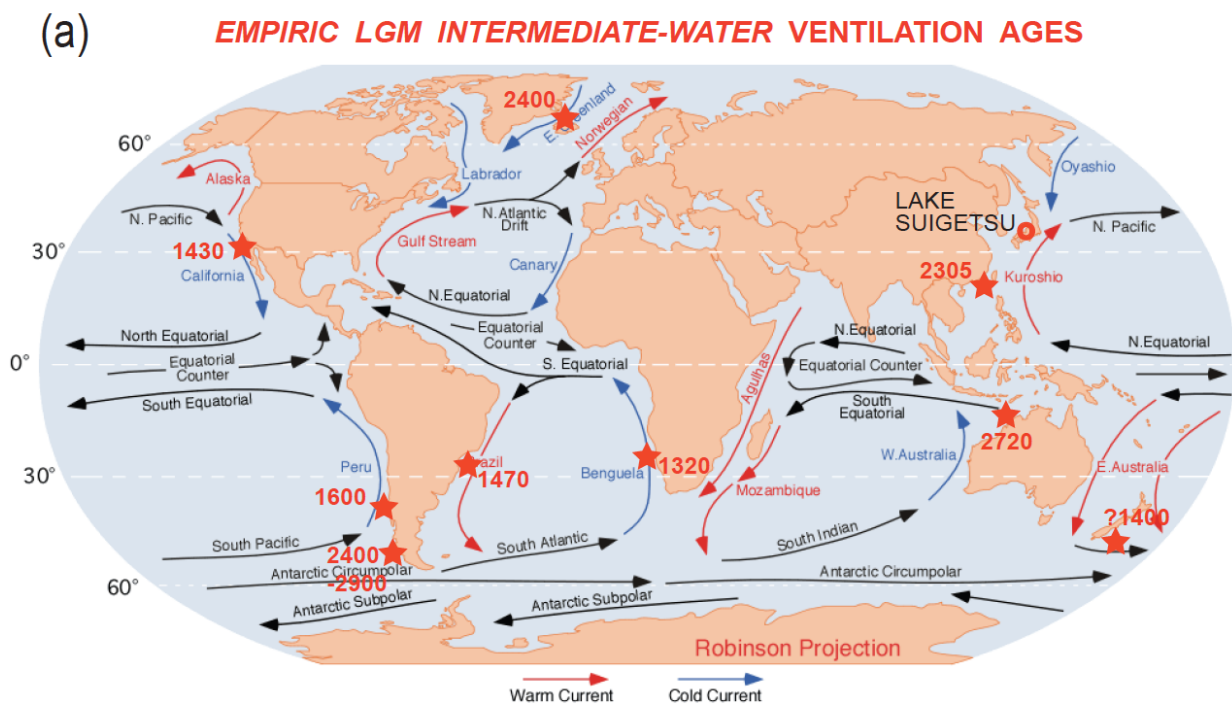 (a)
EMPIRIC LGM INTERMEDIATE-WATER VENTILATION AGES
2400
E. Greenland
Norwegian
60°
Labrador
Oyashio
Alaska
LAKE
SUIGETSU
N. Pacific
N.Atlantic
Drift
N. Pacific
30°
1430
Gulf Stream
California
Canary
2305
Kuroshio
N.Equatorial
North Equatorial
Equatorial
Counter
N.Equatorial
N.Equatorial
0°
Equatorial
Counter
S. Equatorial
Agulhas
Equatorial Counter
South Equatorial
South
Equatorial
2720
Peru
Brazil
1470
Benguela
1320
W.Australia
E.Australia
30°
1600
Mozambique
?1400
South Pacific
2400
-2900
South Atlantic
South Indian
60°
Antarctic Circumpolar
Antarctic Circumpolar
Antarctic Subpolar
Antarctic Subpolar
Robinson Projection
Warm Current
Cold Current